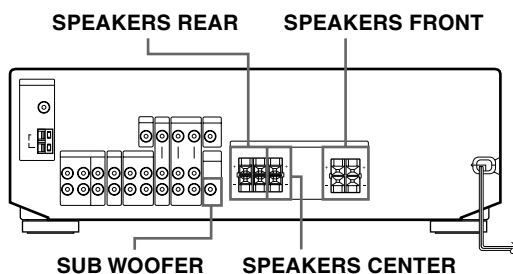 SPEAKERS REAR SPEAKERS FRONT
+ + +
– – –
SUB WOOFER SPEAKERS CENTER